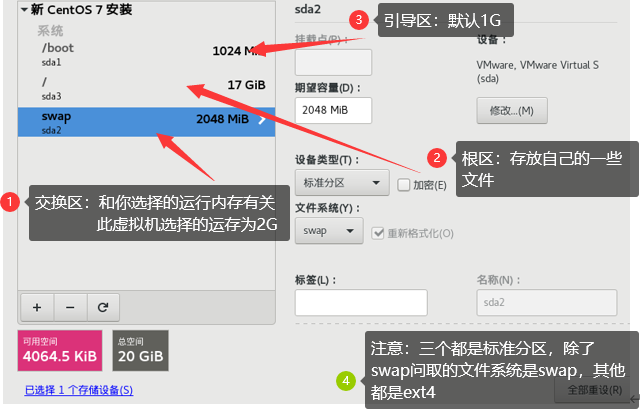 新 CentOS 7 安装
系统
/boot
sda1
1024 M
/
sda3
17 GiB
swap
sda2
2048 MiB
1
交换区：和你选择的运行内存有关
此虚拟机选择的运存为2G
+ −
可用空间
4064.5 KiB
总空间
20 GiB
已选择 1 个存储设备(S)
sda2
3
引导区：默认1G
挂载点(P)：
设备：
VMware, VMware Virtual S
(sda)
期望容量(D)：
2048 MiB
修改...(M)
2
根区：存放自己的一些
文件
设备类型(T)：
标准分区
加密(E)
文件系统(Y)：
swap
重新格式化(O)
标签(L)：
名称(N)：
sda2
4
注意：三个都是标准分区，除了
swap问取的文件系统是swap，其他
都是ext4
全部重设(R)